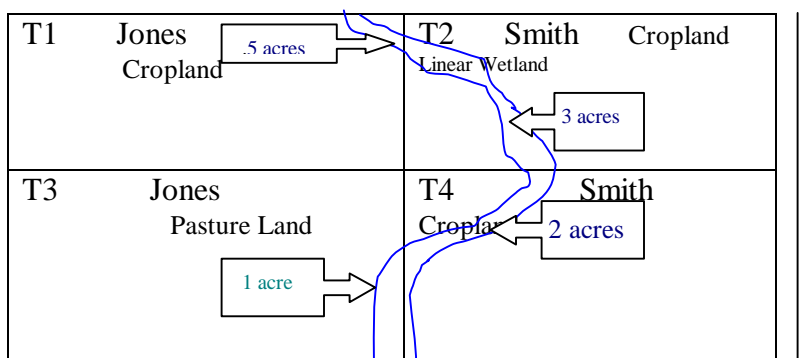 T1 Jones
.5 acres
Cropland
T2 Smith Cropland
Linear Wetland
3 acres
T3 Jones
Pasture Land
1 acre
T4 Smith
2 acres